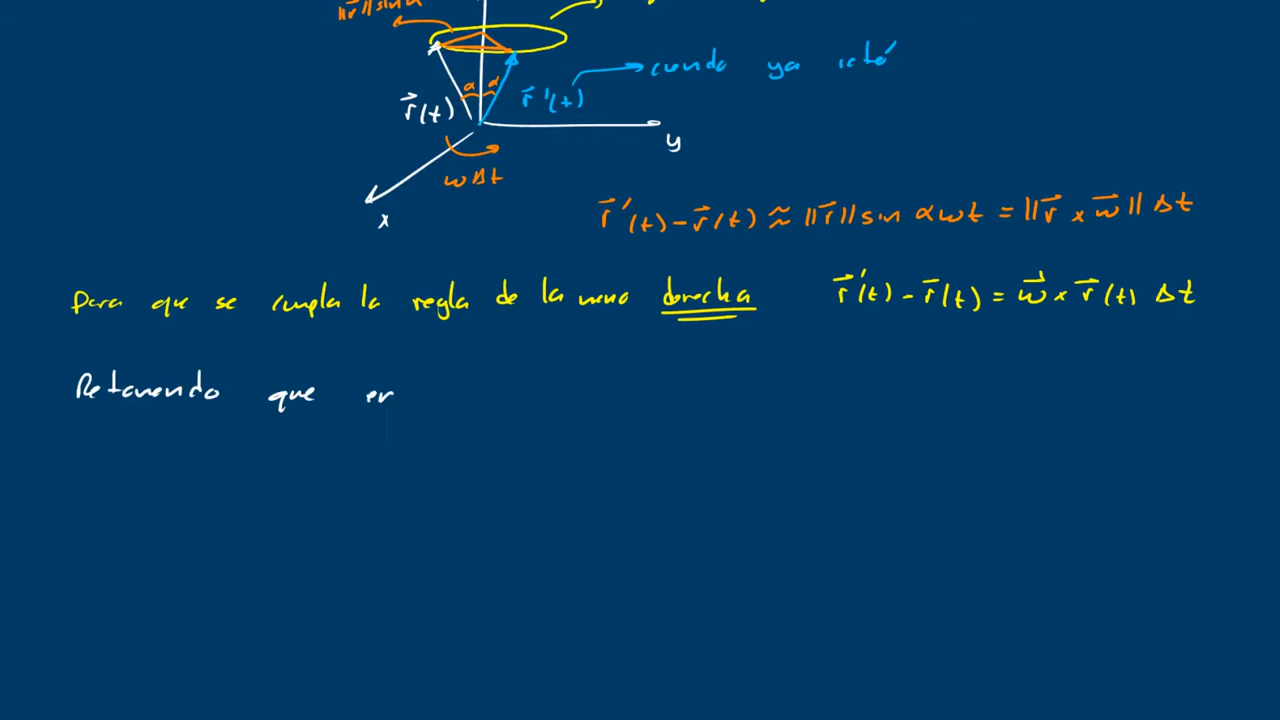 ||r|| sin α
α α
r⃗(t)
r⃗'(t)
cuando ya rotó
y
ωΔt
x
r⃗'(t) - r⃗(t) ≈ ||r⃗|| sin α ω t = ||r⃗ × ω⃗|| Δt
Para que se cumpla la regla de la mano derecha
r⃗'(t) - r⃗(t) = ω⃗ × r⃗(t) Δt
Retomando que en